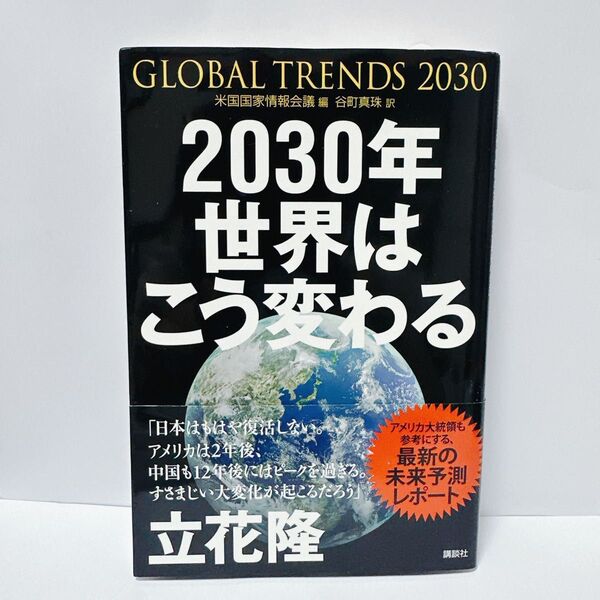 GLOBAL TRENDS 2030
米国国家情報会議 編 谷町真珠 訳
2030年
世界は
こう変わる
「日本はもはや復活しない。
アメリカは2年後、
中国も12年後にはピークを過ぎる。
すさまじい大変化が起こるだろう」
立花隆
アメリカ大統領も
参考にする、
最新の
未来予測
レポート
講談社